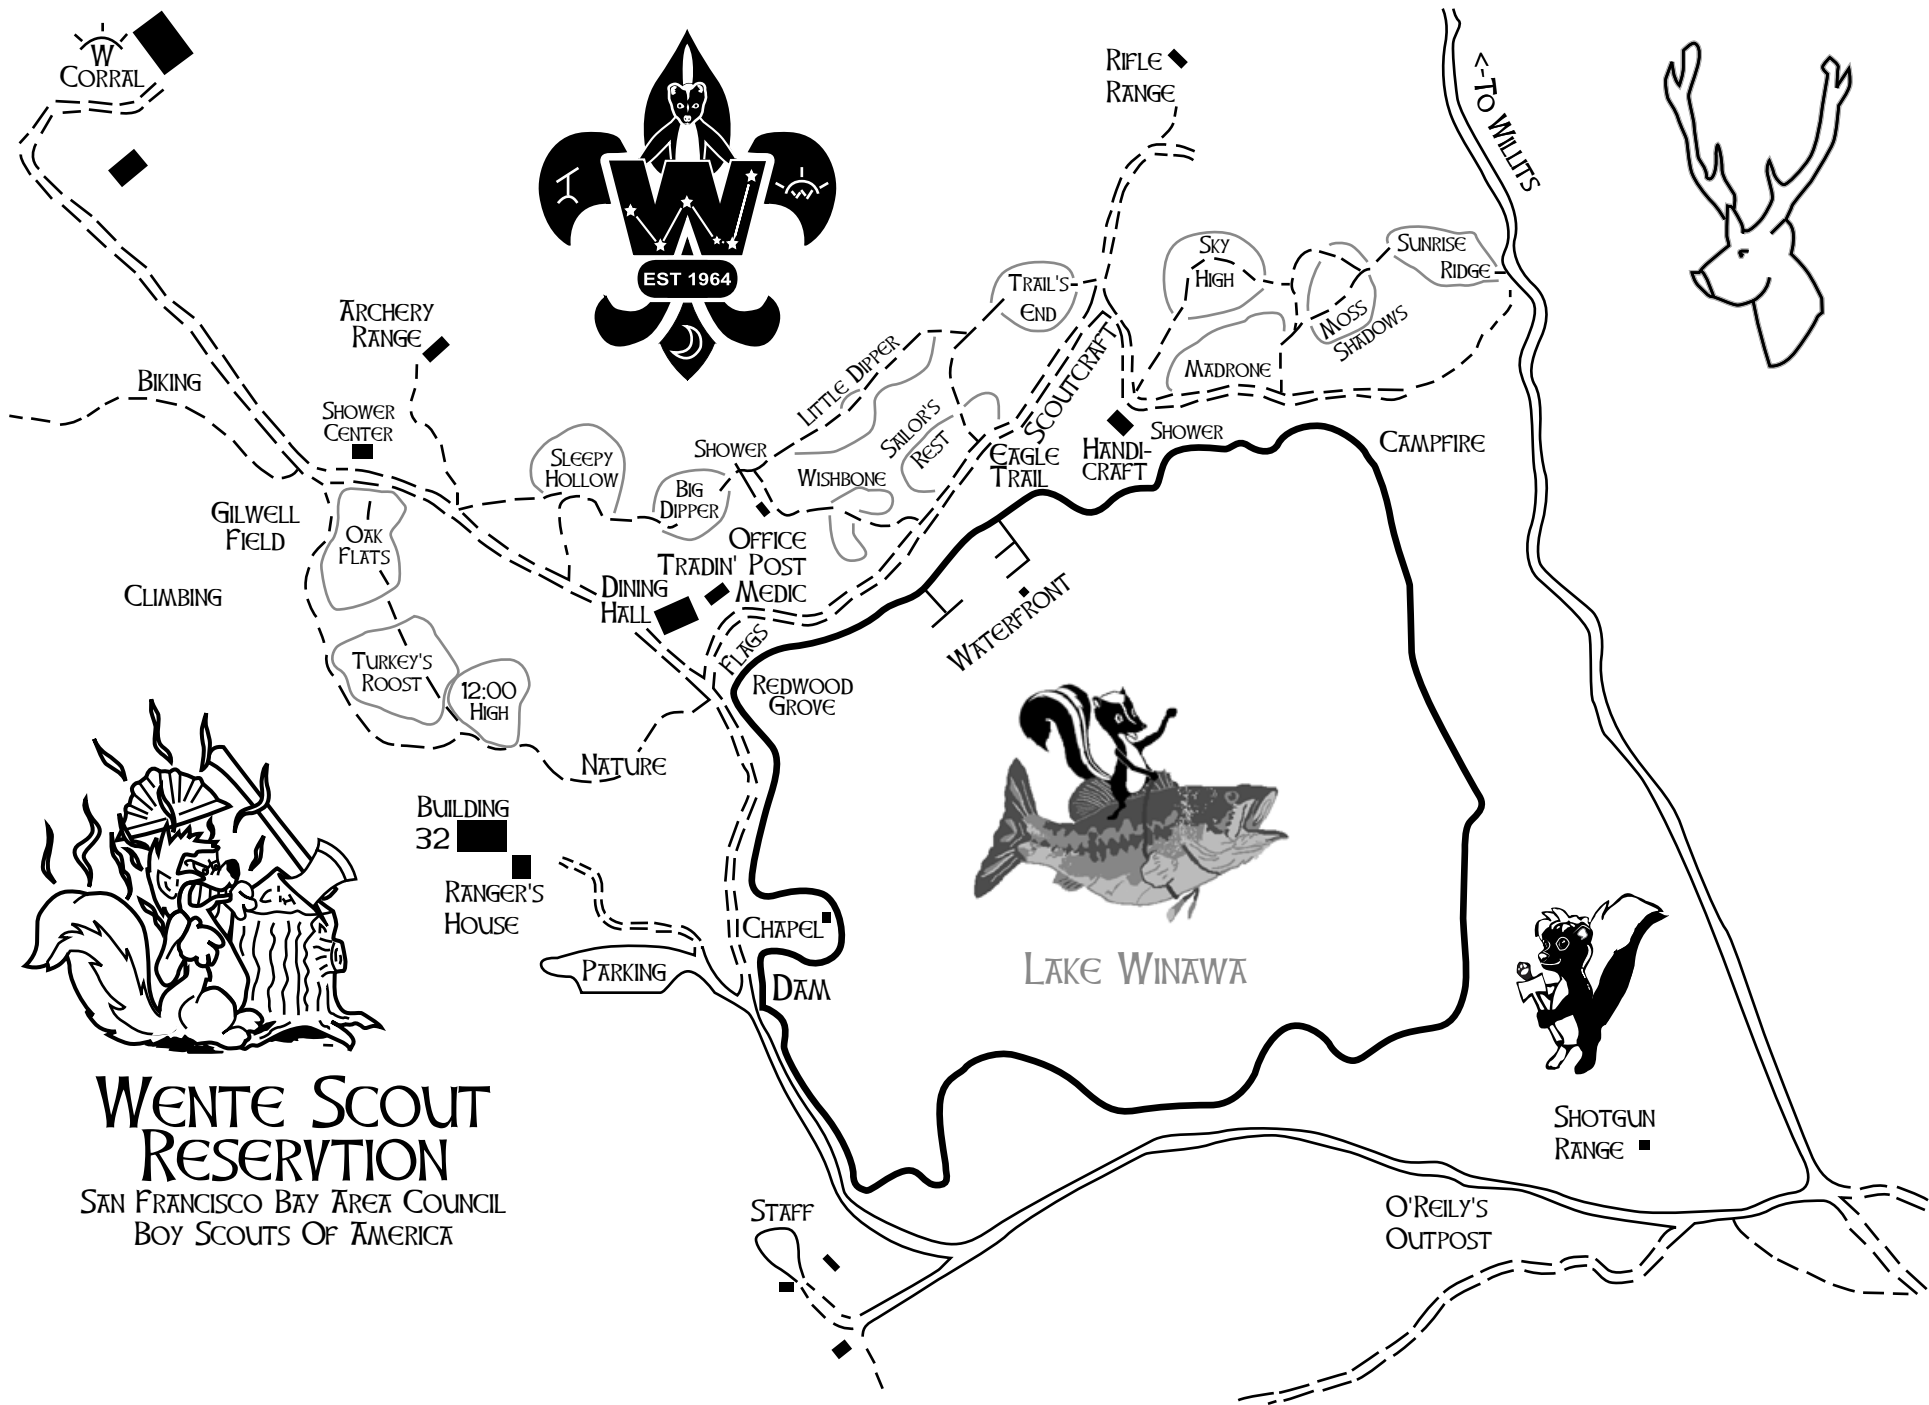 W
CORRAL
RIFLE
RANGE
<-TO WILLITS
W
EST 1964
ARCHERY
RANGE
SKY
HIGH
SUNRISE
RIDGE
TRAIL'S
END
MOSS
SHADOWS
MADRONE
BIKING
SHOWER
CENTER
LITTLE DIPPER
SCOUTCRAFT
SAILOR'S
REST
SHOWER
SLEEPY
HOLLOW
BIG
DIPPER
WISHBONE
EAGLE
TRAIL
HANDI-
CRAFT
SHOWER
CAMPFIRE
GILWELL
FIELD
OAK
FLATS
OFFICE
TRADIN' POST
MEDIC
CLIMBING
DINING
HALL
FLAGS
WATERFRONT
TURKEY'S
ROOST
12:00
HIGH
REDWOOD
GROVE
NATURE
BUILDING
32
RANGER'S
HOUSE
CHAPEL
PARKING
DAM
LAKE WINAWA
WENTE SCOUT
RESERVTION
SAN FRANCISCO BAY AREA COUNCIL
BOY SCOUTS OF AMERICA
SHOTGUN
RANGE
STAFF
O'REILY'S
OUTPOST